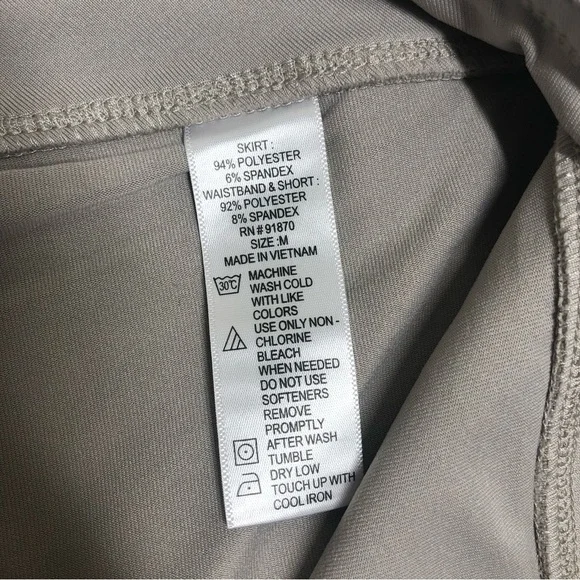 SKIRT :
94% POLYESTER
6% SPANDEX
WAISTBAND & SHORT :
92% POLYESTER
8% SPANDEX
RN # 91870
SIZE :M
MADE IN VIETNAM
30°C MACHINE
WASH COLD
WITH LIKE
COLORS
USE ONLY NON -
CHLORINE
BLEACH
WHEN NEEDED
DO NOT USE
SOFTENERS
REMOVE
PROMPTLY
AFTER WASH
TUMBLE
DRY LOW
TOUCH UP WITH
COOL IRON